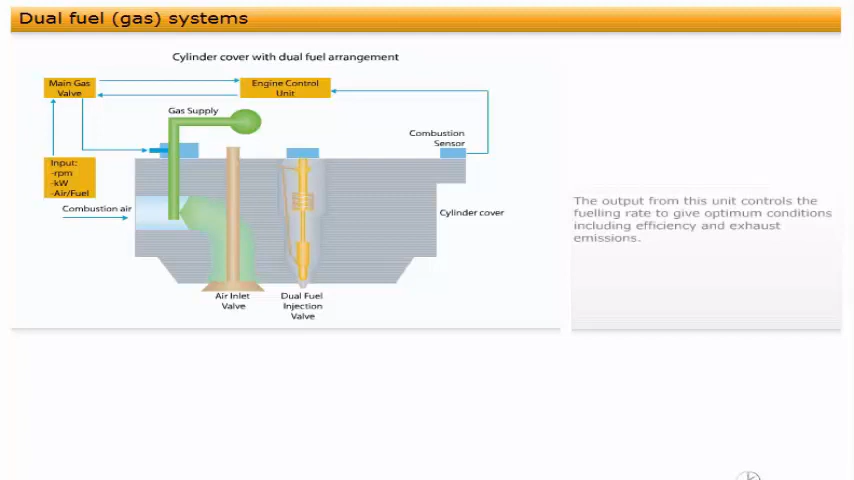 Dual fuel (gas) systems
Cylinder cover with dual fuel arrangement
Main Gas
Valve
Engine Control
Unit
Gas Supply
Combustion
Sensor
Input:
-rpm
-kW
-Air/Fuel
Combustion air
Cylinder cover
Air Inlet
Valve
Dual Fuel
Injection
Valve
The output from this unit controls the
fuelling rate to give optimum conditions
including efficiency and exhaust
emissions.